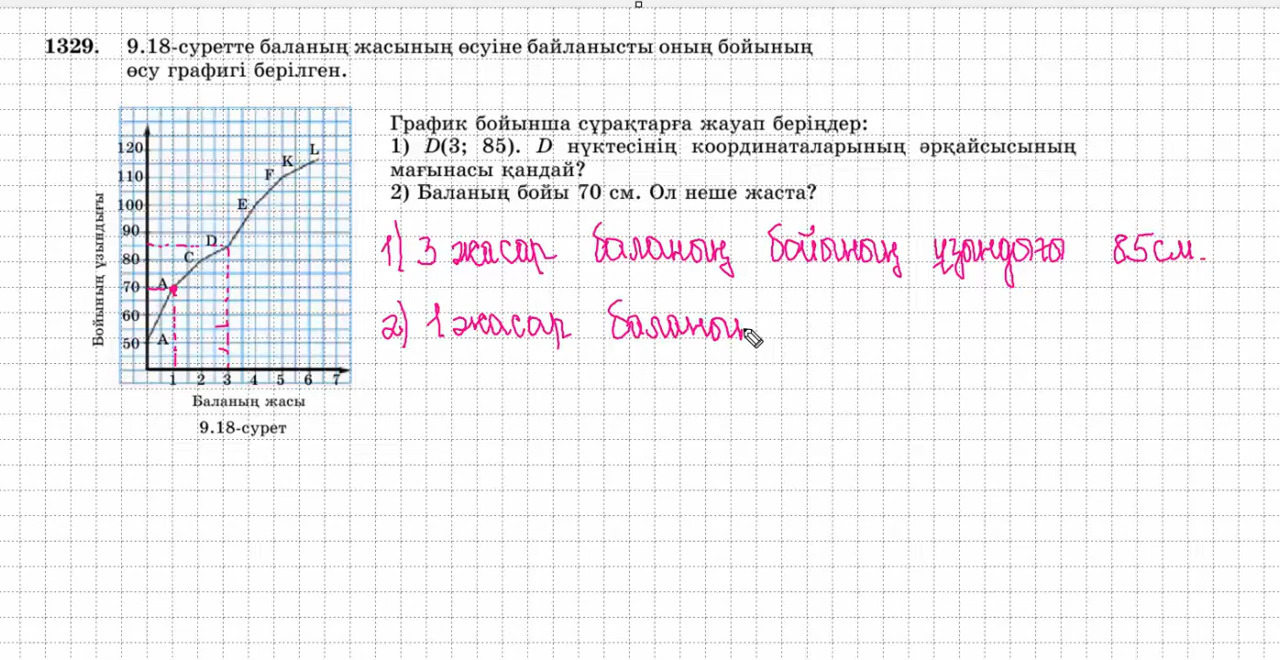 1329. 9.18-суретте баланың жасының өсуіне байланысты оның бойының
өсу графигі берілген.
График бойынша сұрақтарға жауап беріңдер:
1) D(3; 85). D нүктесінің координаталарының әрқайсысының
мағынасы қандай?
2) Баланың бойы 70 см. Ол неше жаста?
Бойының ұзындығы
120
110
100
90
80
70
60
50
L
K
F
E
D
C
A
A
1 2 3 4 5 6 7
Баланың жасы
9.18-сурет
1) 3 жасар баланың бойының ұзындығы 85см.
2) 1 жасар баланың